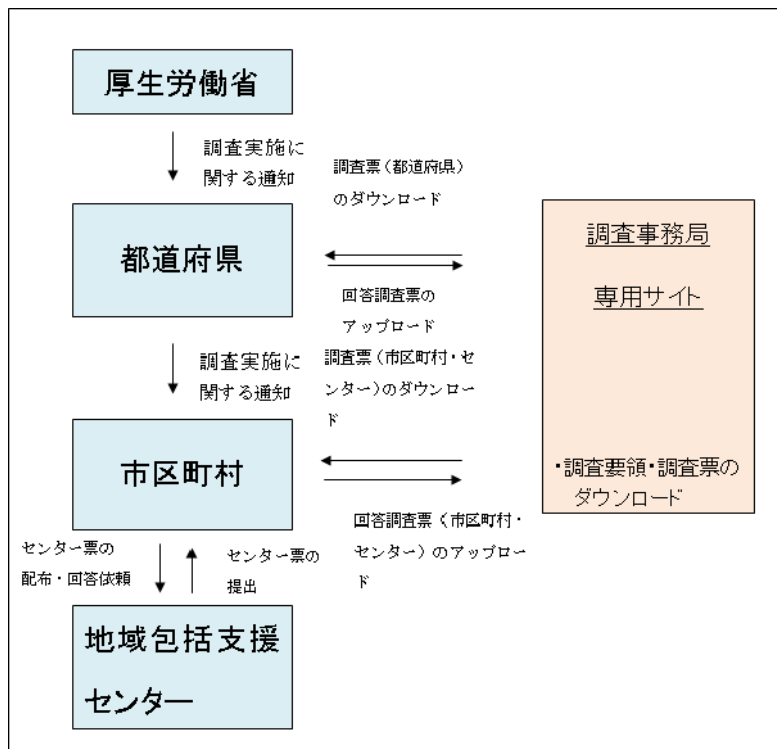 厚生労働省
調査実施に
関する通知
調査票（都道府県）
のダウンロード
都道府県
調査事務局
専用サイト
回答調査票の
アップロード
調査実施に
関する通知
調査票（市区町村・セ
ンター）のダウンロー
ド
市区町村
・調査要領・調査票の
ダウンロード
回答調査票（市区町村・
センター）のアップロー
ド
センター票の
配布・回答依頼
センター票の
提出
地域包括支援
センター